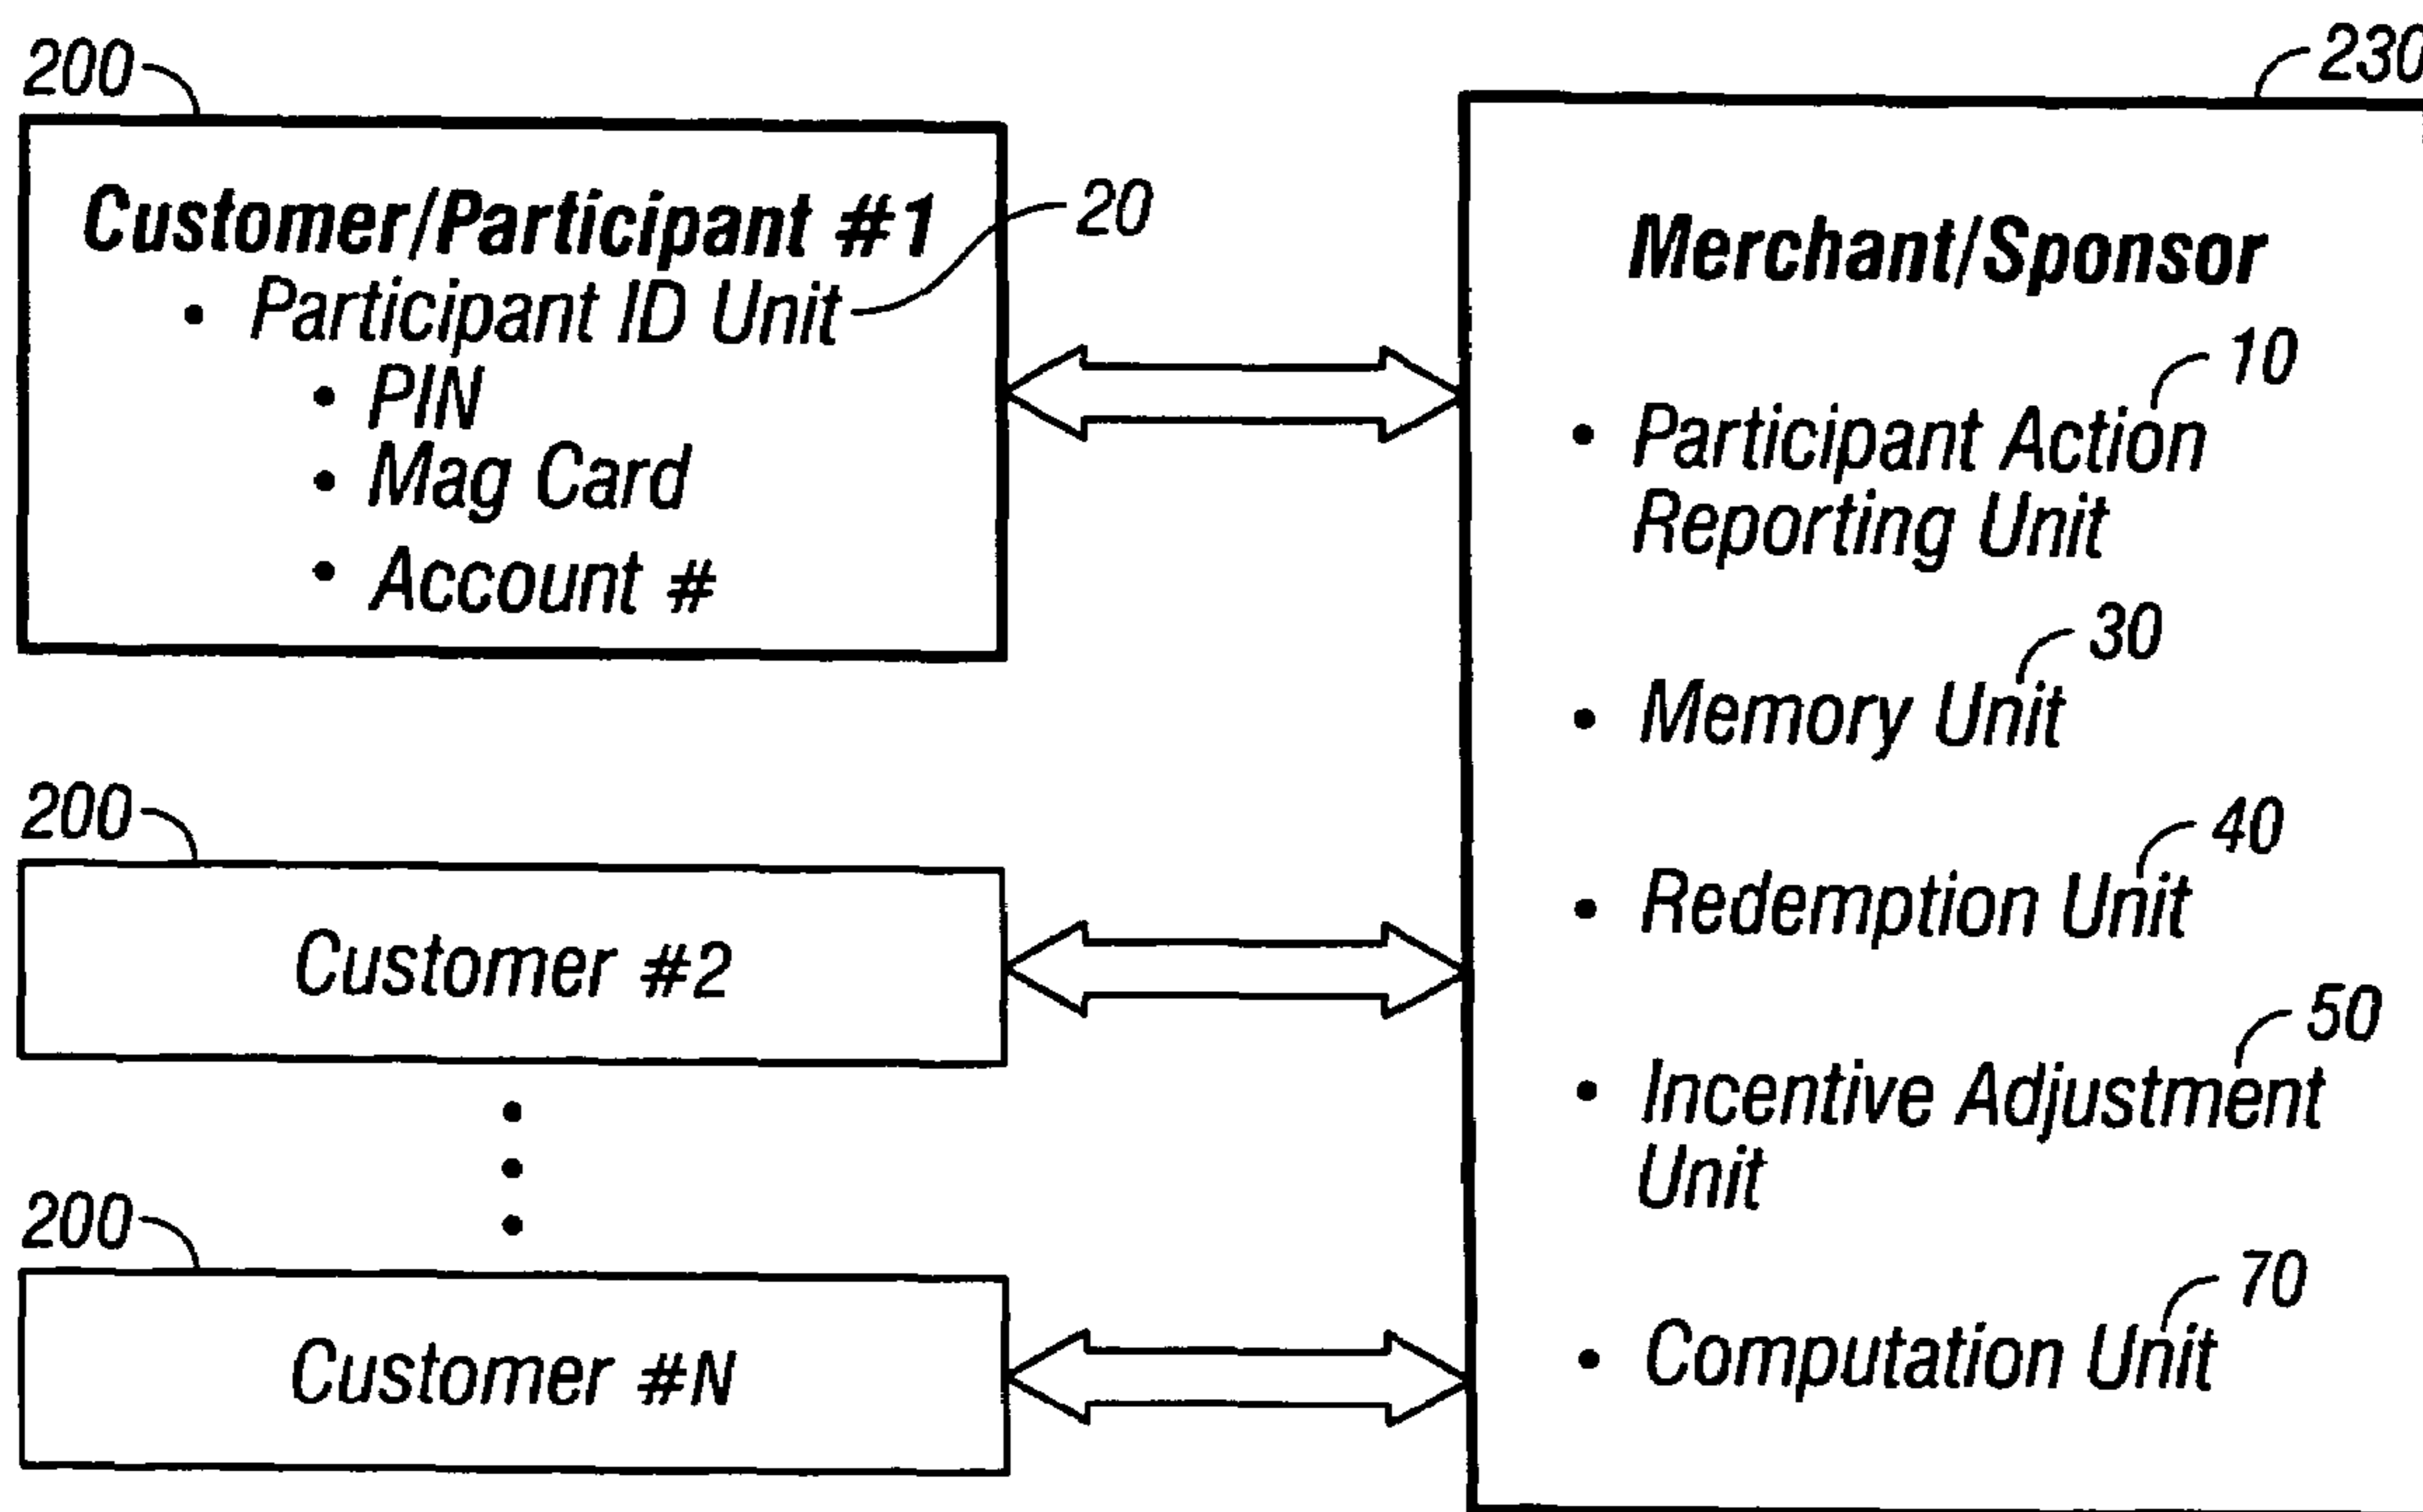 200
Customer/Participant #1
20
• Participant ID Unit
• PIN
• Mag Card
• Account #
200
Customer #2
200
Customer #N
230
Merchant/Sponsor
10
• Participant Action
Reporting Unit
30
• Memory Unit
40
• Redemption Unit
50
• Incentive Adjustment
Unit
70
• Computation Unit